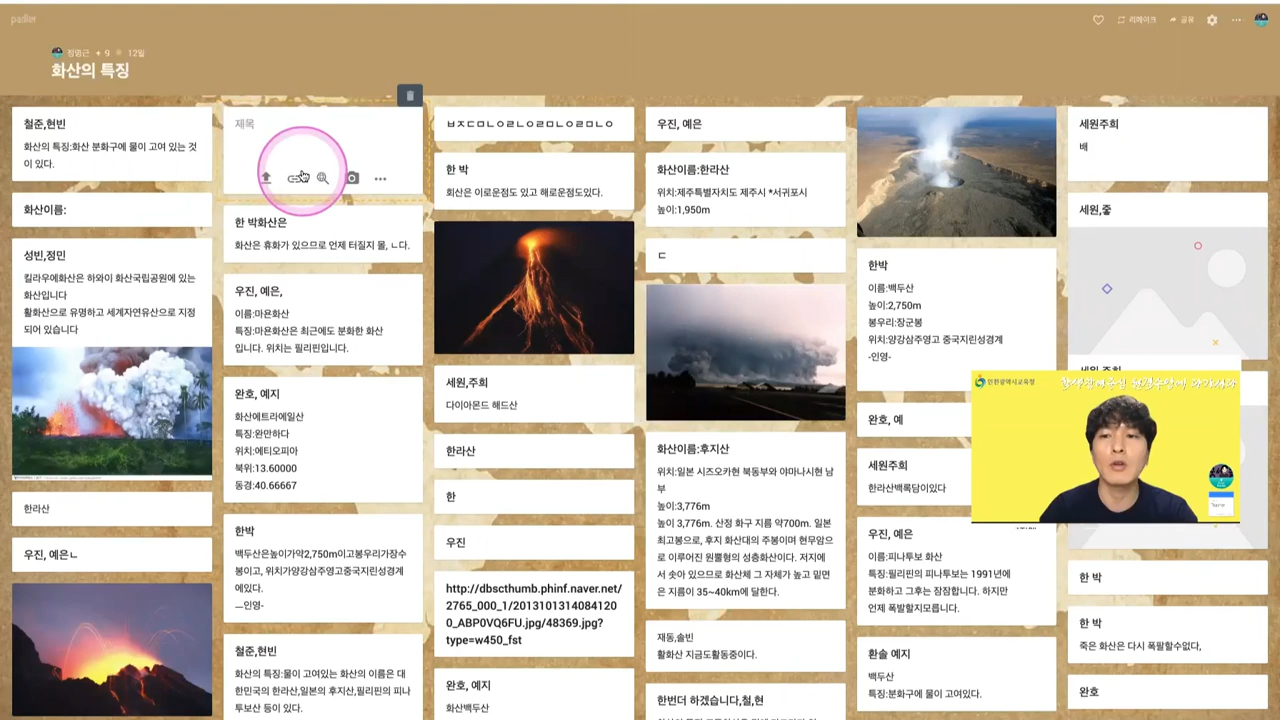 padlet
리메이크
공유
정명근 + 9 12일
화산의 특징
철준,현빈
화산의 특징:화산 분화구에 물이 고여 있는 것
이 있다.
화산이름:
성빈,정민
킬라우에화산은 하와이 화산국립공원에 있는
화산입니다
활화산으로 유명하고 세계자연유산으로 지정
되어 있습니다
한라산
우진, 예은ㄴ
제목
한 박화산은
화산은 휴화가 있으므로 언제 터질지 몰, ㄴ다.
우진, 예은,
이름:마욘화산
특징:마욘화산은 최근에도 분화한 화산
입니다. 위치는 필리핀입니다.
완호, 예지
화산에트라에일산
특징:완만하다
위치:에티오피아
북위:13.60000
동경:40.66667
한박
백두산은높이가약2,750m이고봉우리가장수
봉이고, 위치가양강삼주영고중국지린성경계
에있다.
ㅡ인영-
철준,현빈
화산의 특징:물이 고여있는 화산의 이름은 대
한민국의 한라산,일본의 후지산,필리핀의 피나
투보산 등이 있다.
ㅂㅈㄷㅁㄴㅇㄹㄴㅇㄹㅁㄴㅇㄹㅁㄴㅇ
한 박
화산은 이로운점도 있고 해로운점도있다.
세원,주희
다이아몬드 해드산
한라산
한
우진
http://dbscthumb.phinf.naver.net/
2765_000_1/2013101314084120
0_ABP0VQ6FU.jpg/48369.jpg?
type=w450_fst
완호, 예지
화산백두산
우진, 예은
화산이름:한라산
위치:제주특별자치도 제주시 *서귀포시
높이:1,950m
ㄷ
화산이름:후지산
위치:일본 시즈오카현 북동부와 야마나시현 남
부
높이:3,776m
높이 3,776m. 산정 화구 지름 약700m. 일본
최고봉으로, 후지 화산대의 주봉이며 현무암으
로 이루어진 원뿔형의 성층화산이다. 저지에
서 솟아 있으므로 화산체 그 자체가 높고 밑면
은 지름이 35~40km에 달한다.
재동,솔빈
활화산 지금도활동중이다.
한번더 하겠습니다,철,현
한박
이름:백두산
높이:2,750m
봉우리:장군봉
위치:양강삼주영고 중국지린성경계
-인영-
완호, 예
세원주희
한라산백록담이있다
우진, 예은
이름:피나투보 화산
특징:필리핀의 피나투보는 1991년에
분화하고 그후는 잠잠합니다. 하지만
언제 폭발할지모릅니다.
환솔 예지
백두산
특징:분화구에 물이 고여있다.
세원주희
배
세원,좋
인천광역시교육청
한 박
한 박
죽은 화산은 다시 폭팔할수없다,
완호